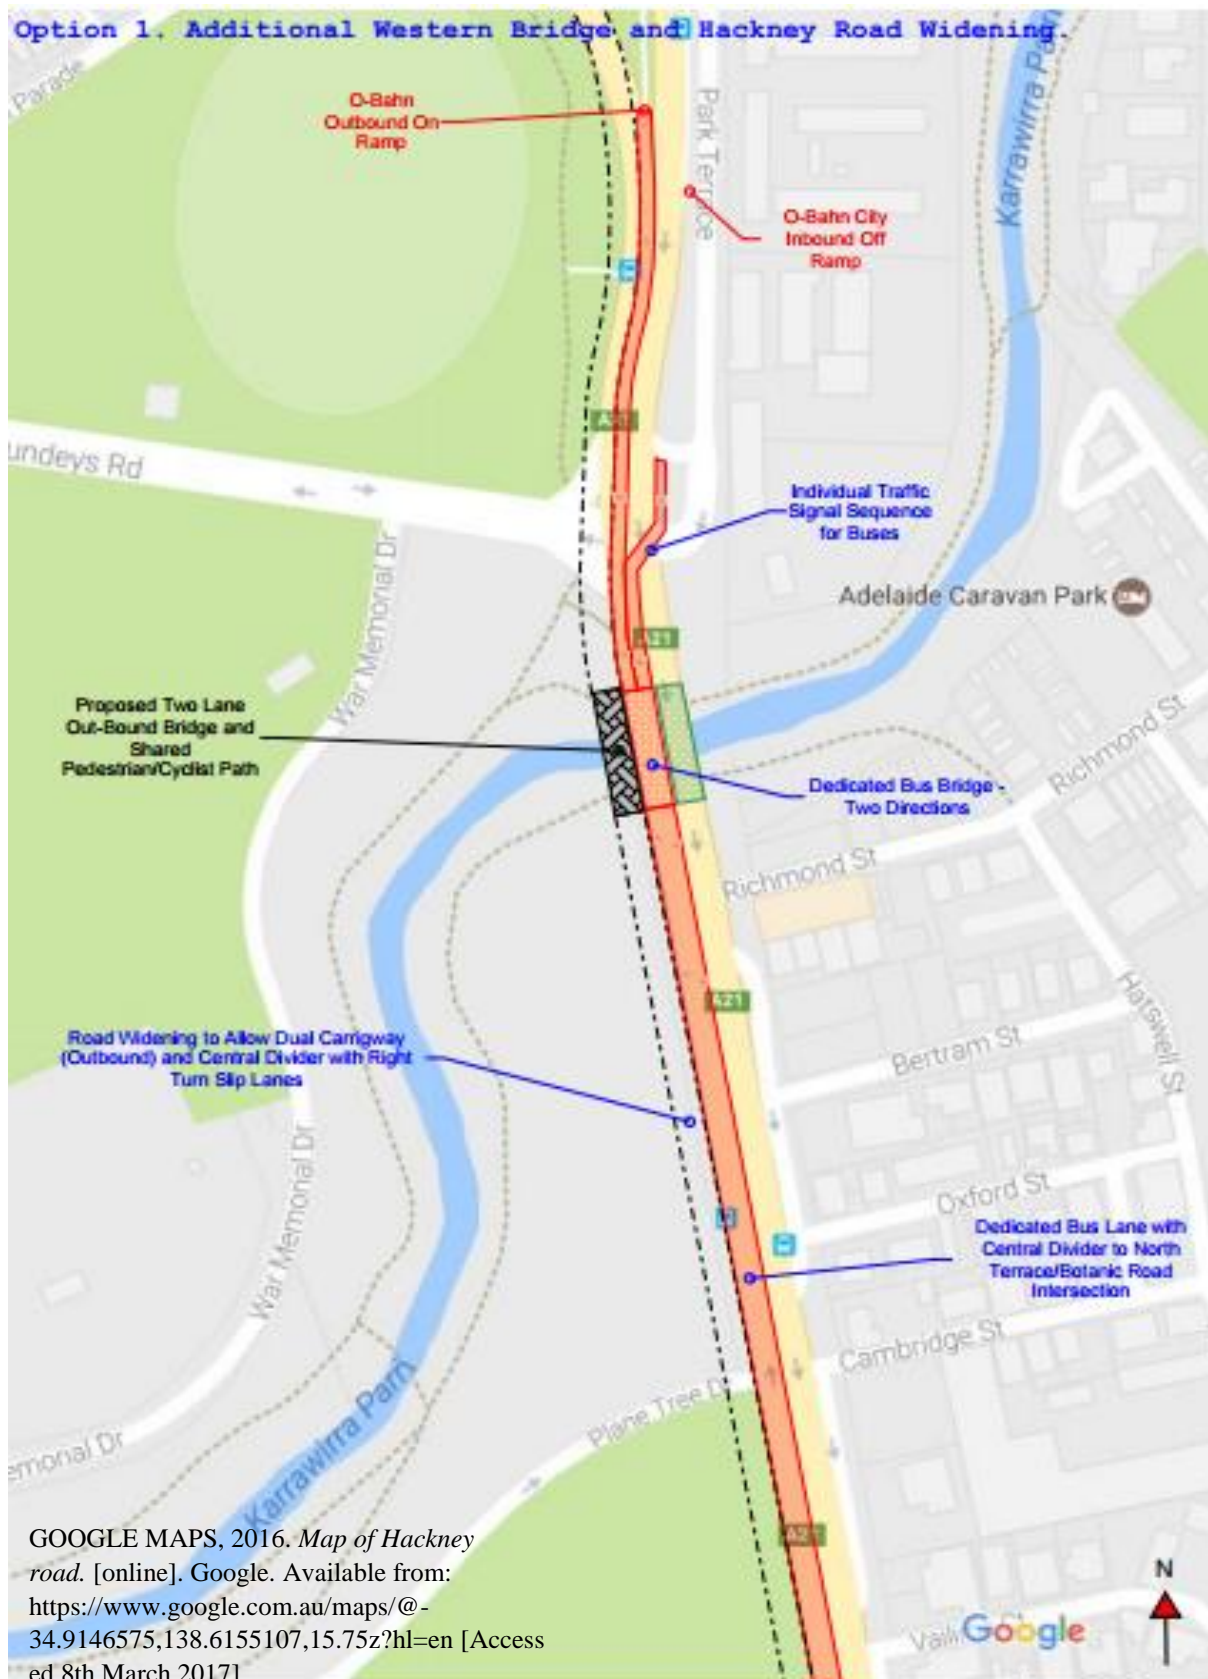 Option 1. Additional Western Bridge and Hackney Road Widening.
Parade
O-Bahn
Outbound On
Ramp
Park Terrace
Karrawirra Parri
O-Bahn City
Inbound Off
Ramp
A21
undeys Rd
Individual Traffic
Signal Sequence
for Buses
War Memorial Dr
Adelaide Caravan Park
A21
Proposed Two Lane
Out-Bound Bridge and
Shared
Pedestrian/Cyclist Path
Richmond St
Dedicated Bus Bridge -
Two Directions
Richmond St
A21
Hatswell St
Road Widening to Allow Dual Carrigway
(Outbound) and Central Divider with Right
Turn Slip Lanes
Bertram St
War Memorial Dr
Oxford St
Dedicated Bus Lane with
Central Divider to North
Terrace/Botanic Road
Intersection
Cambridge St
Plane Tree Dr
emorial Dr
Karrawirra Parri
A21
GOOGLE MAPS, 2016. Map of Hackney
road. [online]. Google. Available from:
https://www.google.com.au/maps/@-
34.9146575,138.6155107,15.75z?hl=en [Access
ed 8th March 2017]
N
Google